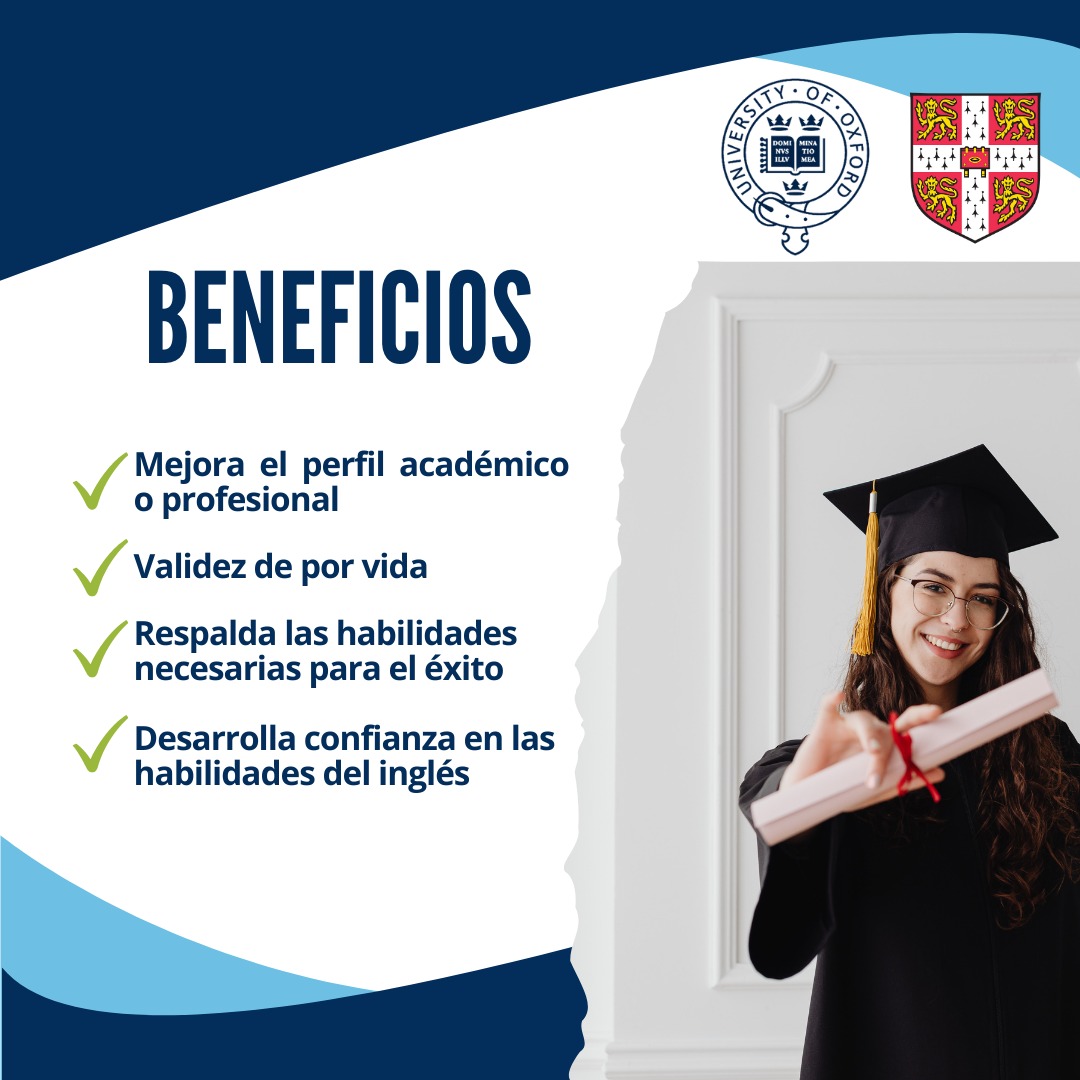 UNIVERSITY · OF · OXFORD
DOMI MINA
NVS TIO
ILLV MEA
BENEFICIOS
Mejora el perfil académico
o profesional
Validez de por vida
Respalda las habilidades
necesarias para el éxito
Desarrolla confianza en las
habilidades del inglés